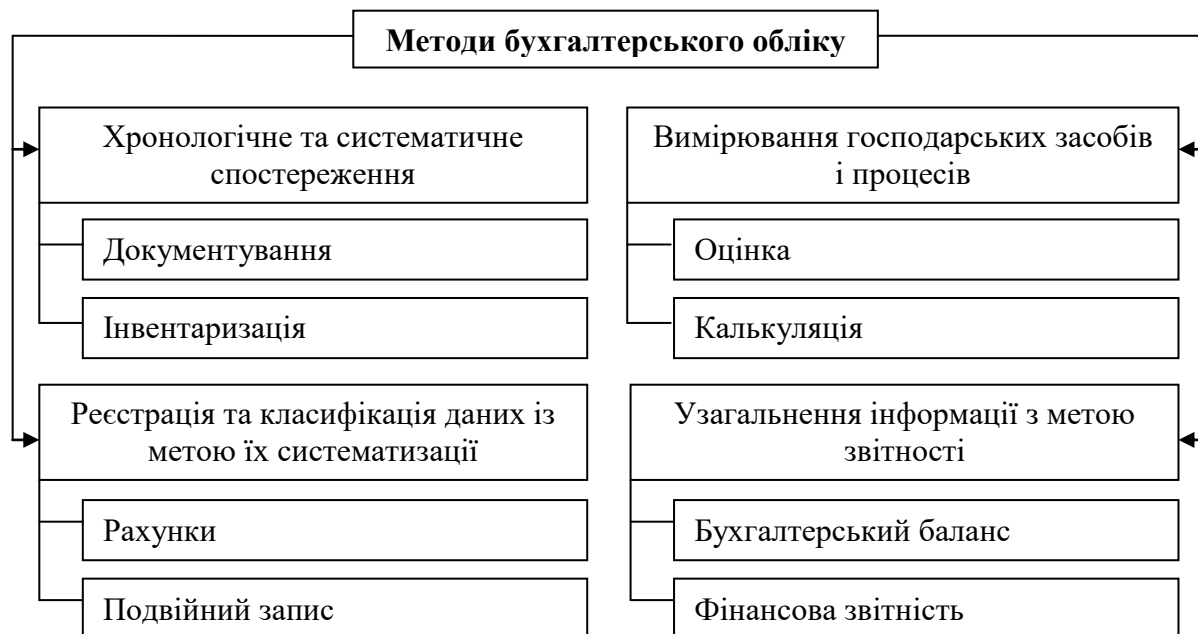 Методи бухгалтерського обліку
Хронологічне та систематичне
спостереження
Документування
Інвентаризація
Реєстрація та класифікація даних із
метою їх систематизації
Рахунки
Подвійний запис
Вимірювання господарських засобів
і процесів
Оцінка
Калькуляція
Узагальнення інформації з метою
звітності
Бухгалтерський баланс
Фінансова звітність